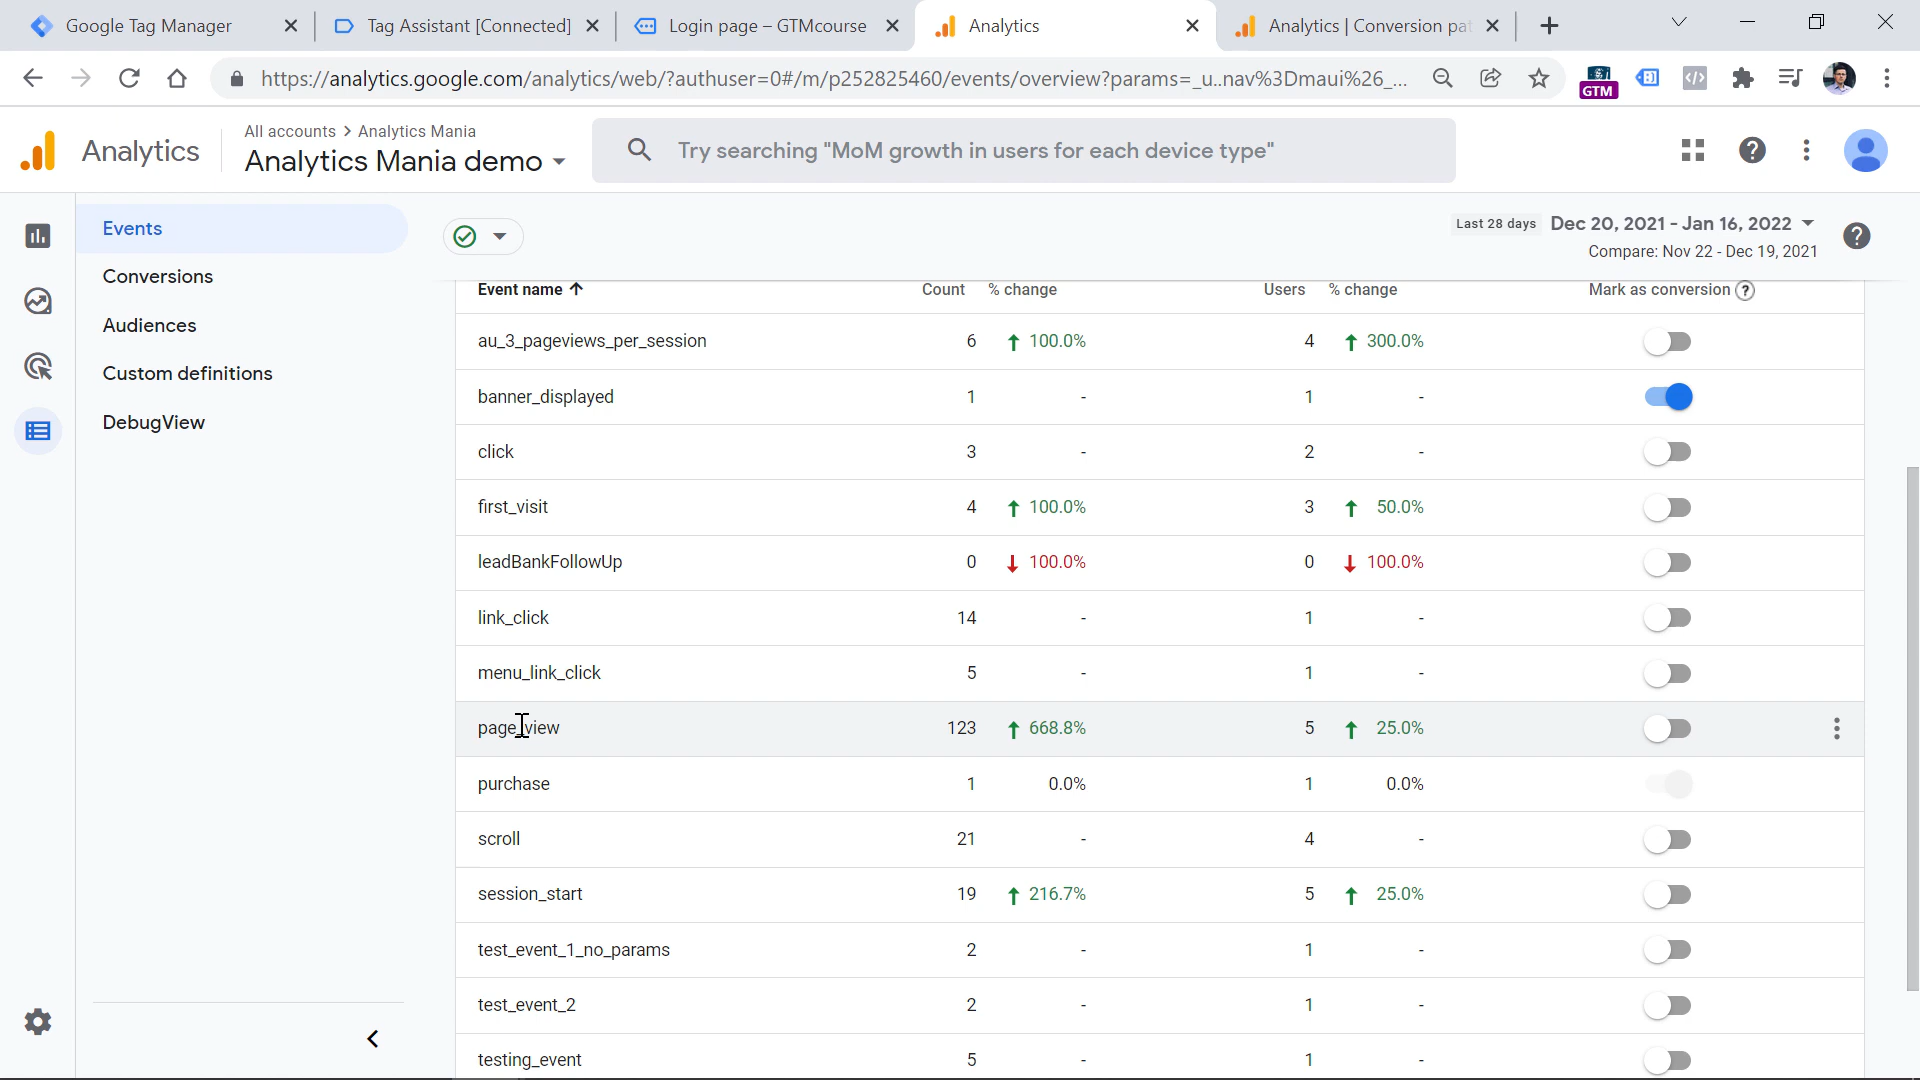 Google Tag Manager
Tag Assistant [Connected]
Login page – GTMcourse
Analytics
Analytics | Conversion pat
https://analytics.google.com/analytics/web/?authuser=0#/m/p252825460/events/overview?params=_u..nav%3Dmaui%26_...
GTM
Analytics
All accounts > Analytics Mania
Analytics Mania demo
Try searching "MoM growth in users for each device type"
Events
Conversions
Audiences
Custom definitions
DebugView
Last 28 days Dec 20, 2021 - Jan 16, 2022
Compare: Nov 22 - Dec 19, 2021
Event name Count % change Users % change Mark as conversion
au_3_pageviews_per_session 6 100.0% 4 300.0%
banner_displayed 1 - 1 -
click 3 - 2 -
first_visit 4 100.0% 3 50.0%
leadBankFollowUp 0 100.0% 0 100.0%
link_click 14 - 1 -
menu_link_click 5 - 1 -
page_view 123 668.8% 5 25.0%
purchase 1 0.0% 1 0.0%
scroll 21 - 4 -
session_start 19 216.7% 5 25.0%
test_event_1_no_params 2 - 1 -
test_event_2 2 - 1 -
testing_event 5 - 1 -